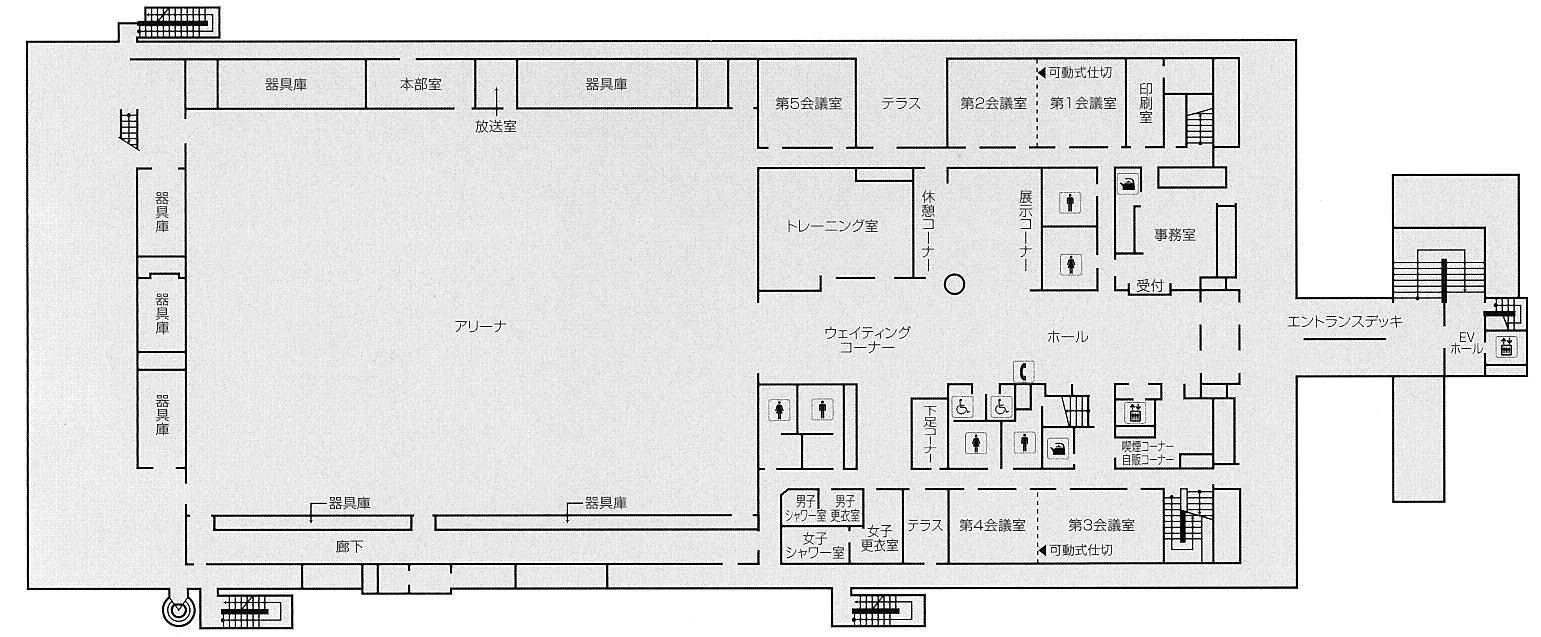 器具庫
本部室
器具庫
放送室
第5会議室
テラス
第2会議室
可動式仕切
第1会議室
印刷室
器具庫
器具庫
器具庫
トレーニング室
休憩コーナー
展示コーナー
事務室
受付
アリーナ
ウェイティング
コーナー
ホール
エントランスデッキ
EV
ホール
下足コーナー
喫煙コーナー
自販コーナー
器具庫
器具庫
廊下
男子
シャワー室
男子
更衣室
女子
シャワー室
女子
更衣室
テラス
第4会議室
第3会議室
可動式仕切